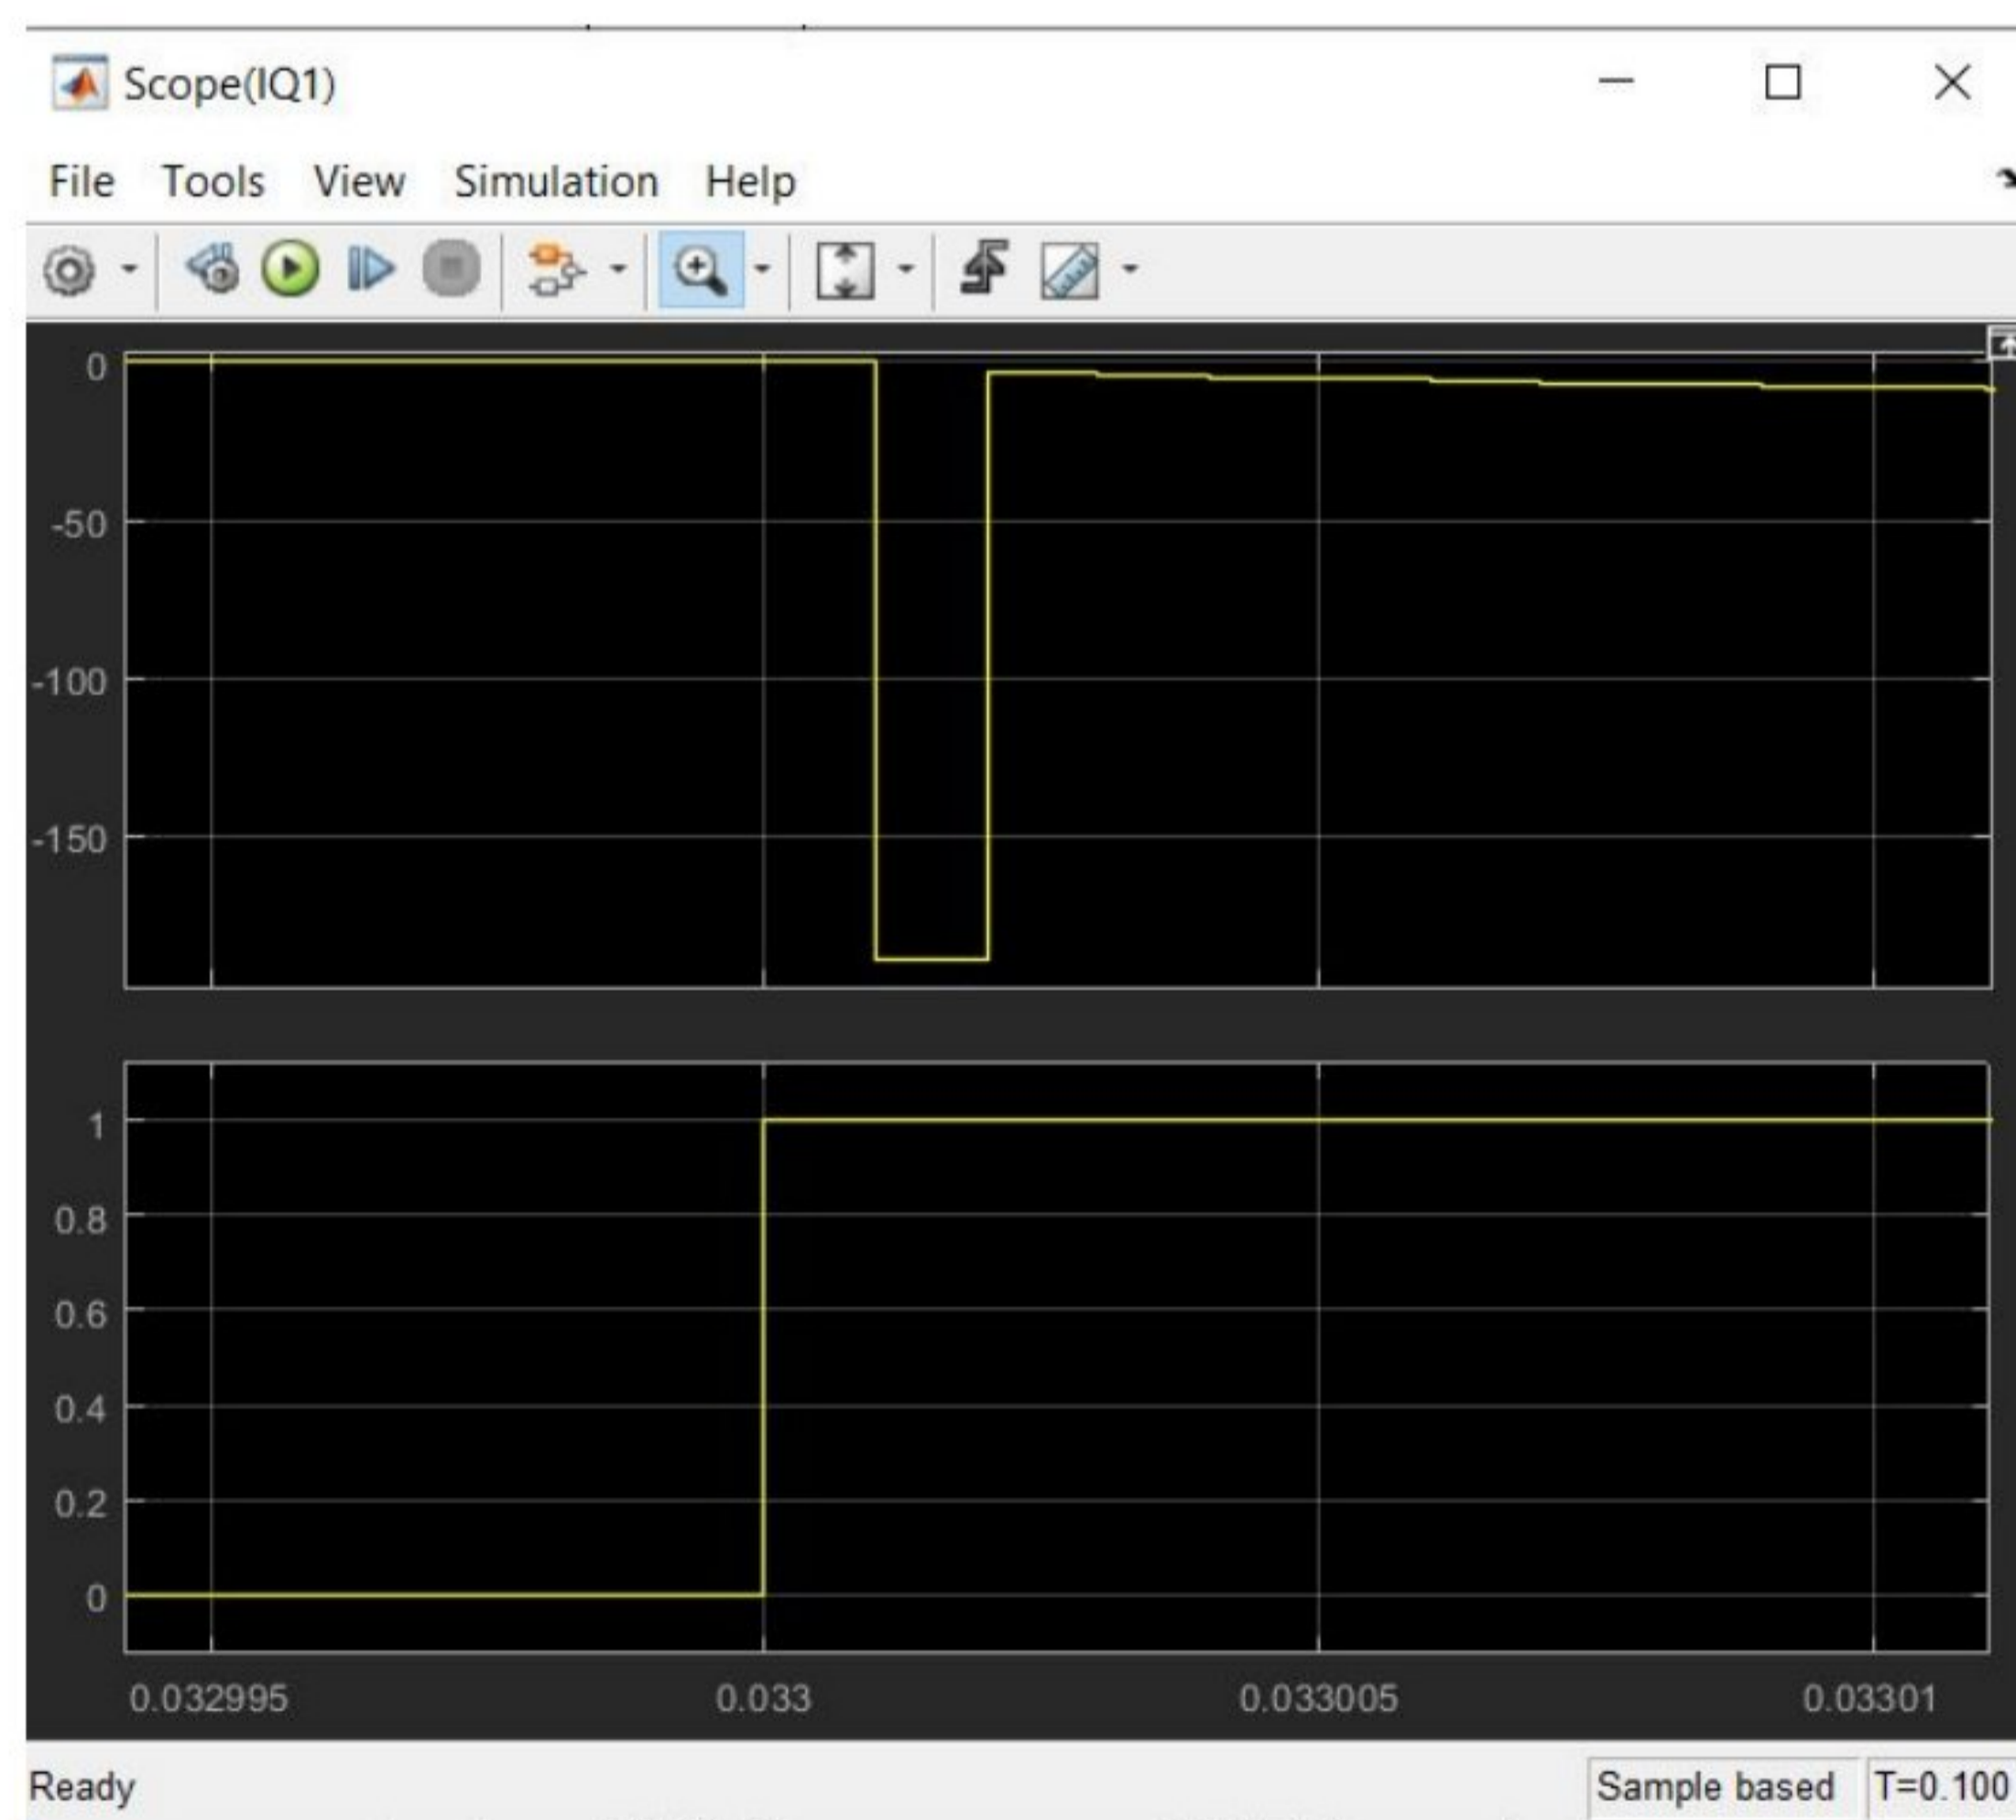 Scope(IQ1)
File Tools View Simulation Help
0
-50
-100
-150
1
0.8
0.6
0.4
0.2
0
0.032995 0.033 0.033005 0.03301
Ready Sample based T=0.100